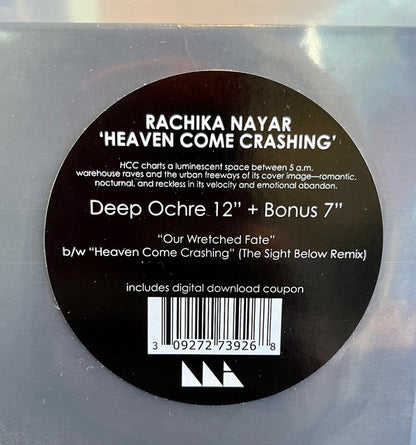 RACHIKA NAYAR
'HEAVEN COME CRASHING'
HCC charts a luminescent space between 5 a.m.
warehouse raves and the urban freeways of its cover image—romantic,
nocturnal, and reckless in its velocity and emotional abandon.
Deep Ochre 12" + Bonus 7"
"Our Wretched Fate"
b/w "Heaven Come Crashing" (The Sight Below Remix)
includes digital download coupon
3 09272 73926 8